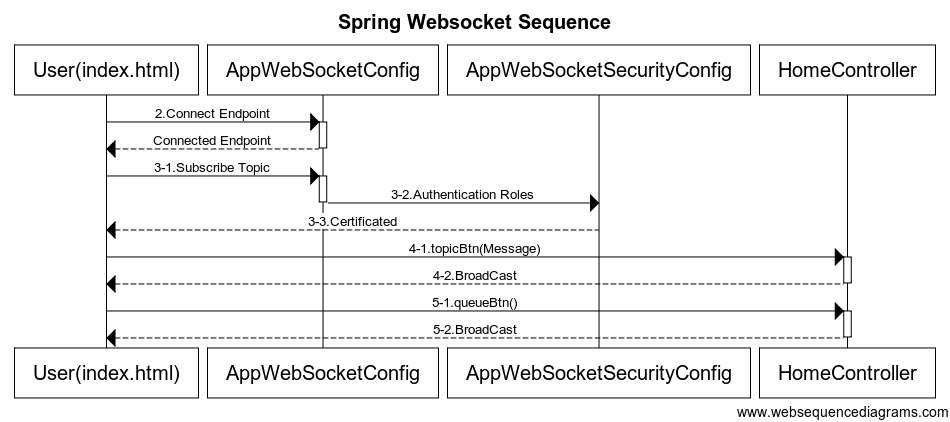 Spring Websocket Sequence
User(index.html)
AppWebSocketConfig
AppWebSocketSecurityConfig
HomeController
2.Connect Endpoint
Connected Endpoint
3-1.Subscribe Topic
3-2.Authentication Roles
3-3.Certificated
4-1.topicBtn(Message)
4-2.BroadCast
5-1.queueBtn()
5-2.BroadCast
User(index.html)
AppWebSocketConfig
AppWebSocketSecurityConfig
HomeController
www.websequencediagrams.com